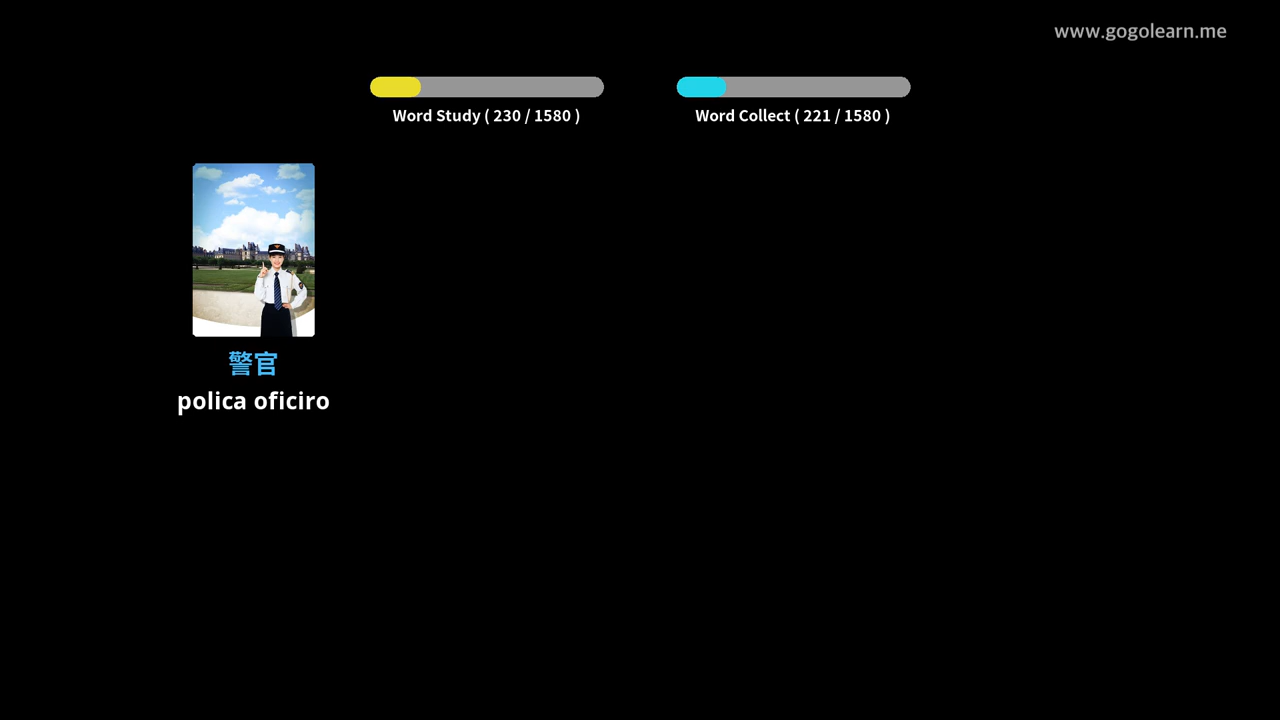 www.gogolearn.me
Word Study ( 230 / 1580 )
Word Collect ( 221 / 1580 )
警官
polica oficiro